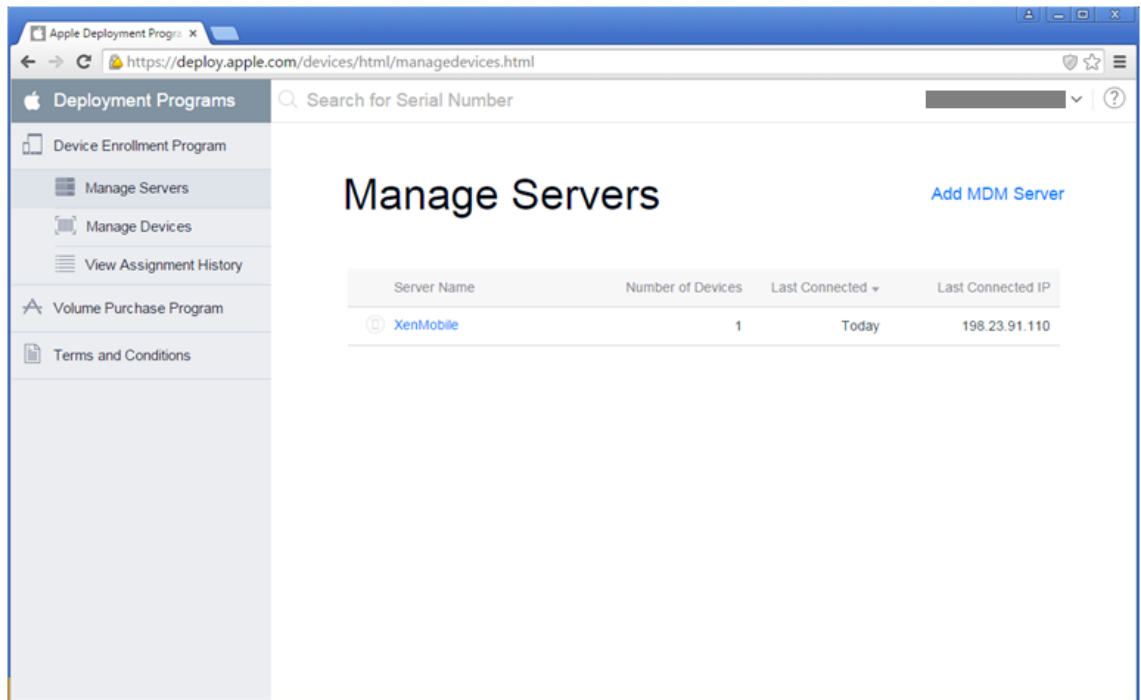 Apple Deployment Progra
https://deploy.apple.com/devices/html/managedevices.html
Deployment Programs
Search for Serial Number
Device Enrollment Program
Manage Servers
Manage Devices
View Assignment History
Volume Purchase Program
Terms and Conditions
Manage Servers
Add MDM Server
Server Name Number of Devices Last Connected Last Connected IP
XenMobile 1 Today 198.23.91.110